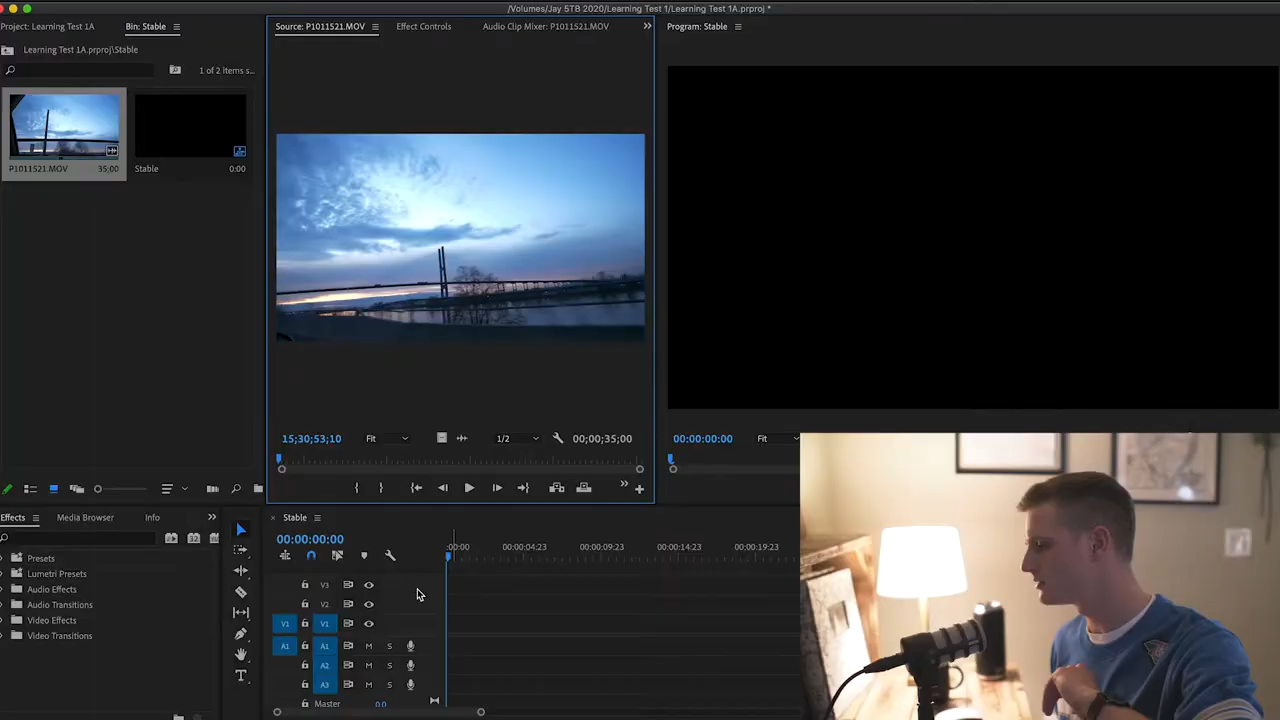 /Volumes/Jay 5TB 2020/Learning Test 1/Learning Test 1A.prproj *
Project: Learning Test 1A
Bin: Stable
Source: P1011521.MOV
Effect Controls
Audio Clip Mixer: P1011521.MOV
Program: Stable
Learning Test 1A.prproj\Stable
1 of 2 items s...
P1011521.MOV
35;00
Stable
0:00
15;30;53;10
Fit
1/2
00;00;35;00
00:00:00:00
Fit
Effects
Media Browser
Info
Stable
00:00:00:00
:00:00
00:00:04:23
00:00:09:23
00:00:14:23
00:00:19:23
Presets
Lumetri Presets
Audio Effects
Audio Transitions
Video Effects
Video Transitions
V3
V2
V1 V1
A1 A1 M S
A2 M S
A3 M S
Master 0.0